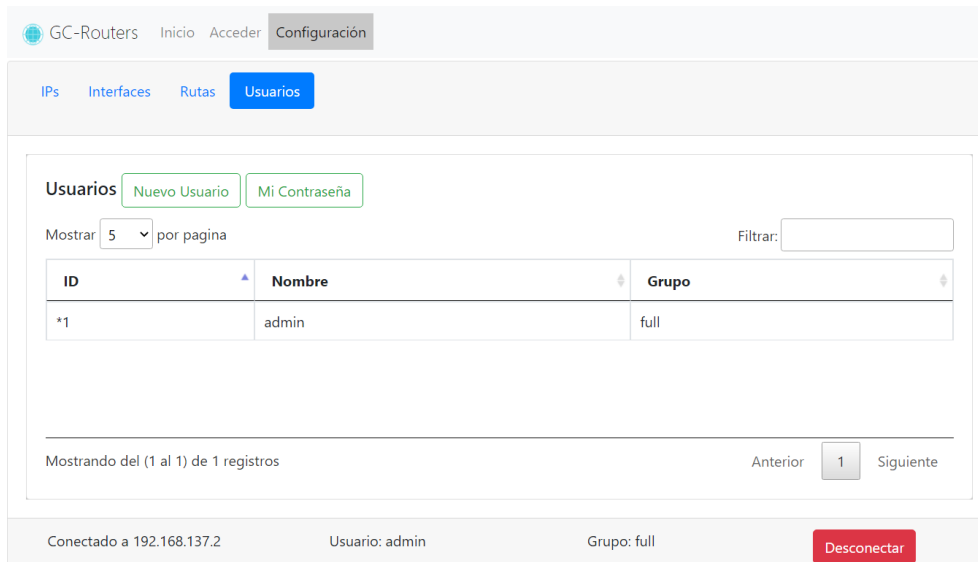 GC-Routers Inicio Acceder Configuración
IPs Interfaces Rutas Usuarios
Usuarios Nuevo Usuario Mi Contraseña
Mostrar 5 por pagina Filtrar:
ID Nombre Grupo
*1 admin full
Mostrando del (1 al 1) de 1 registros Anterior 1 Siguiente
Conectado a 192.168.137.2 Usuario: admin Grupo: full Desconectar